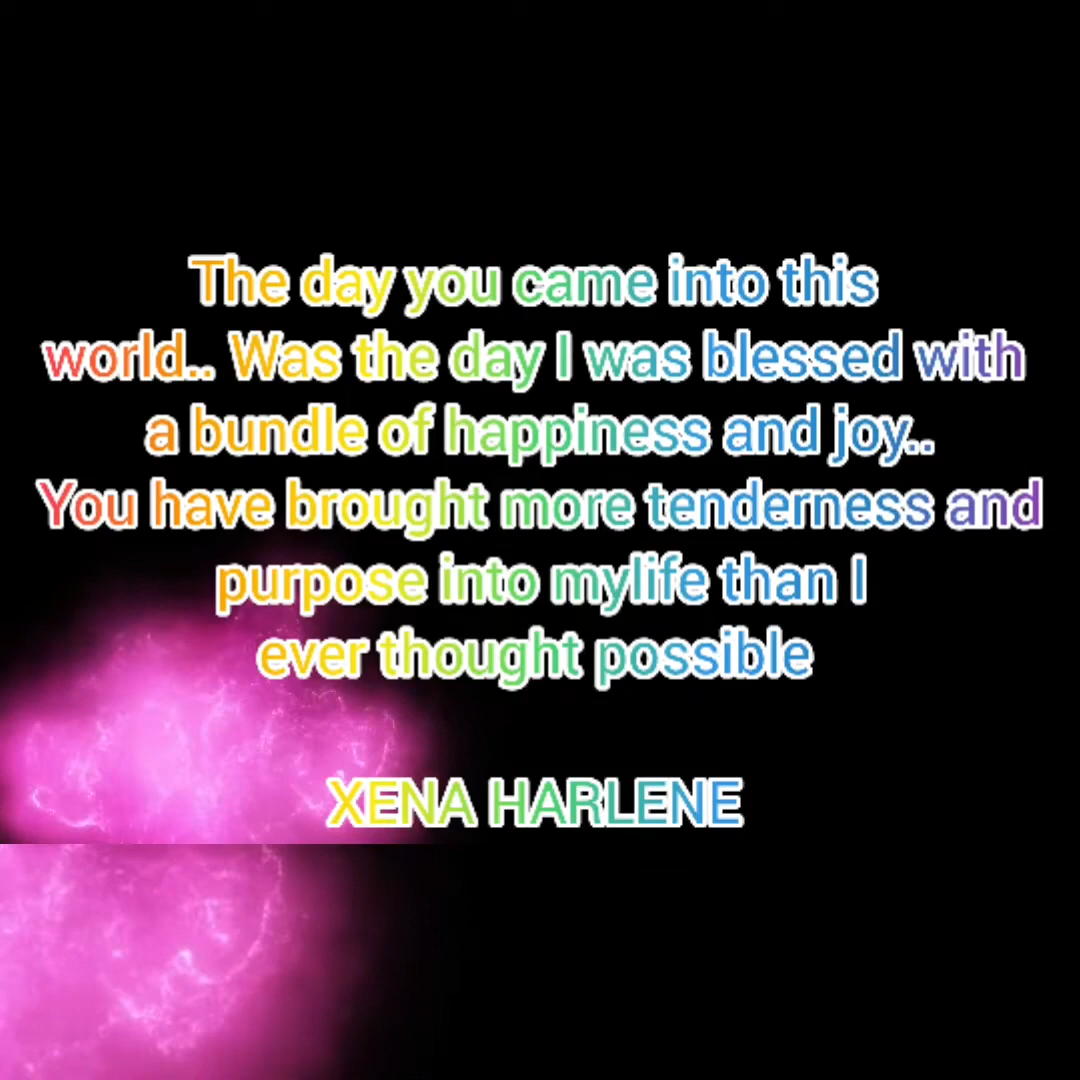 The day you came into this
world.. Was the day I was blessed with
a bundle of happiness and joy..
You have brought more tenderness and
purpose into mylife than I
ever thought possible
XENA HARLENE